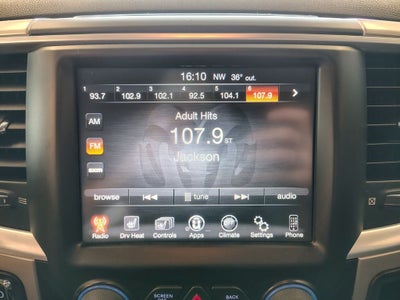 16:10 NW 36° out.
1 2 3 4 5 6
93.7 102.9 102.1 92.5 104.1 107.9
AM
Adult Hits
107.9 ST
FM
Jackson
browse tune audio
Radio Drv Heat Controls Apps Climate Settings Phone
SCREEN